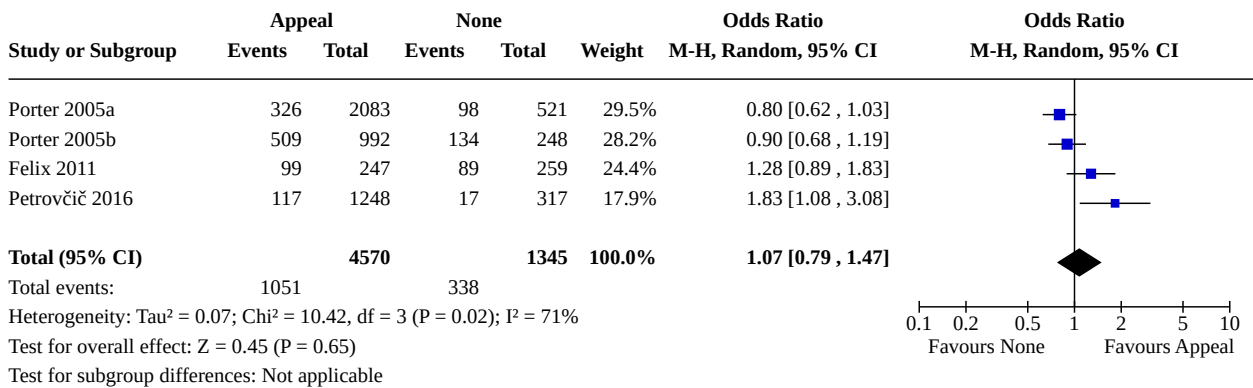 Appeal None Odds Ratio Odds Ratio
Study or Subgroup Events Total Events Total Weight M-H, Random, 95% CI M-H, Random, 95% CI
Porter 2005a 326 2083 98 521 29.5% 0.80 [0.62 , 1.03]
Porter 2005b 509 992 134 248 28.2% 0.90 [0.68 , 1.19]
Felix 2011 99 247 89 259 24.4% 1.28 [0.89 , 1.83]
Petrovčič 2016 117 1248 17 317 17.9% 1.83 [1.08 , 3.08]
Total (95% CI) 4570 1345 100.0% 1.07 [0.79 , 1.47]
Total events: 1051 338
Heterogeneity: Tau² = 0.07; Chi² = 10.42, df = 3 (P = 0.02); I² = 71%
0.1 0.2 0.5 1 2 5 10
Test for overall effect: Z = 0.45 (P = 0.65)
Favours None Favours Appeal
Test for subgroup differences: Not applicable